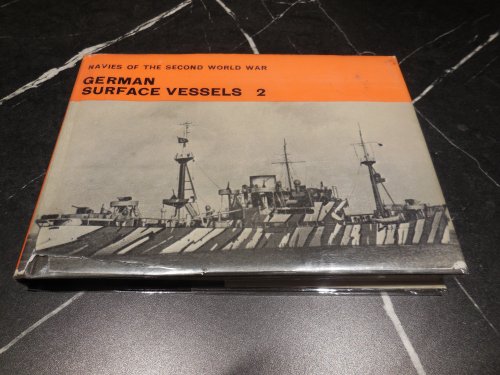 NAVIES OF THE SECOND WORLD WAR
GERMAN
SURFACE VESSELS 2